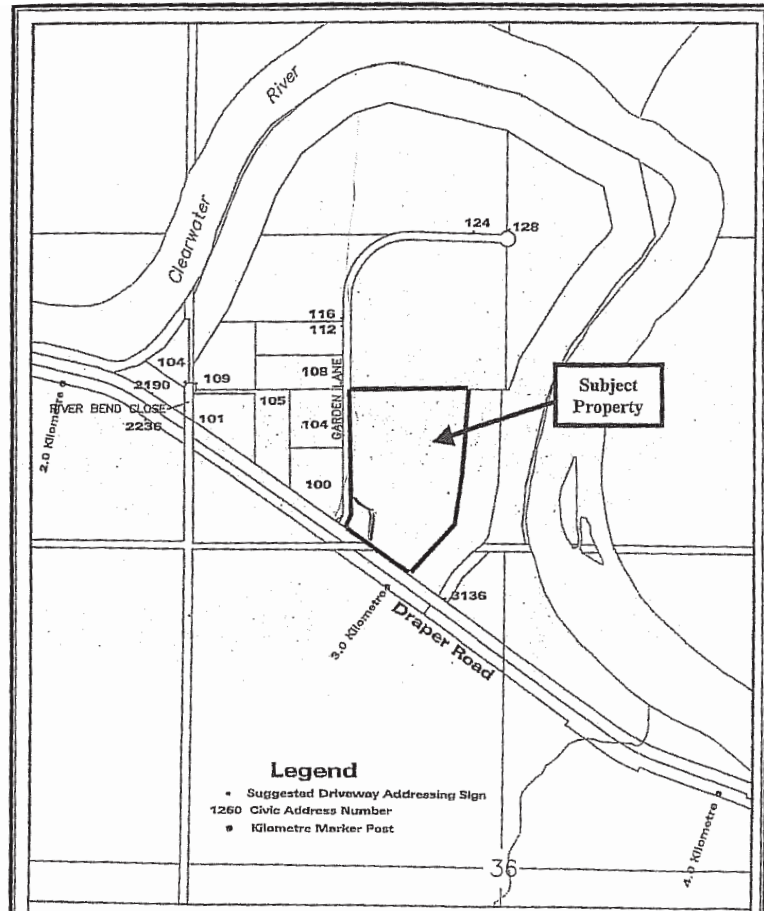 River
Clearwater
124
128
116
112
108
104
109
2190
105
Subject
Property
RIVER BEND CLOSE
101
104
GARDEN LANE
2236
2.0 Kilometre
100
3136
3.0 Kilometre
Draper Road
Legend
Suggested Driveway Addressing Sign
1260 Civic Address Number
Kilometre Marker Post
36
4.0 Kilometre